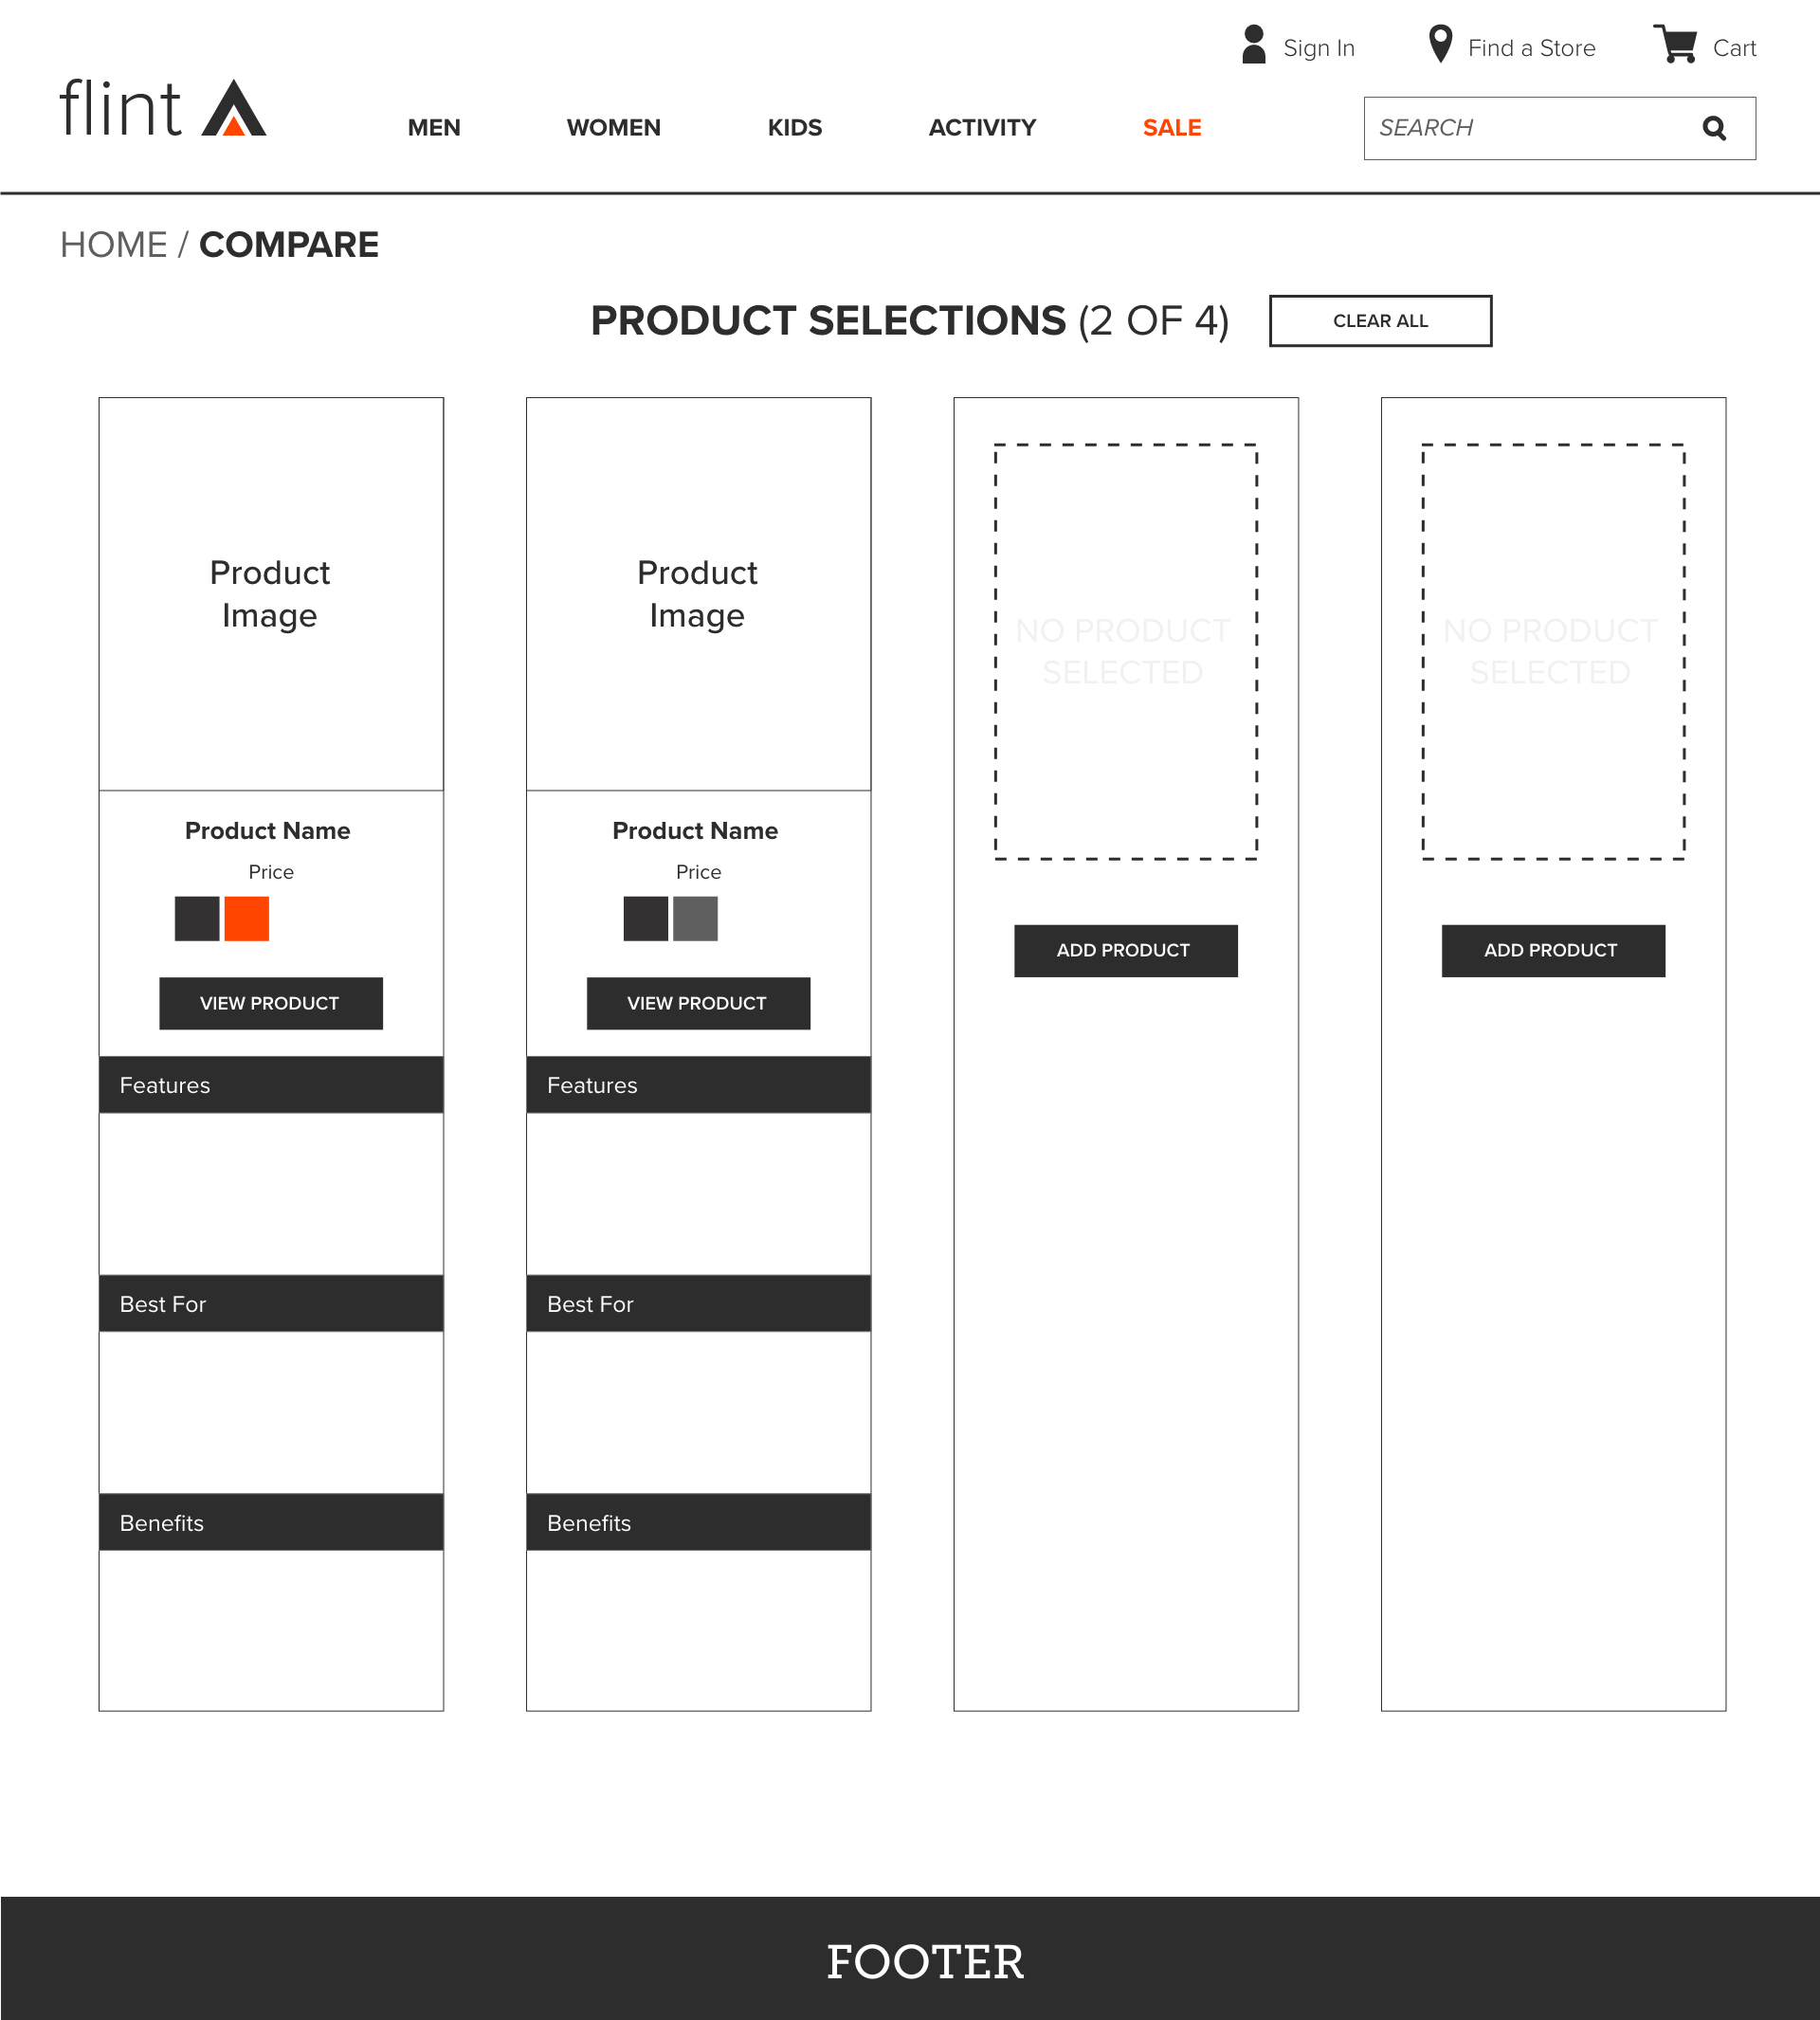 Sign In
Find a Store
Cart
flint
MEN
WOMEN
KIDS
ACTIVITY
SALE
SEARCH
HOME / COMPARE
PRODUCT SELECTIONS (2 OF 4)
CLEAR ALL
Product
Image
Product Name
Price
VIEW PRODUCT
Features
Best For
Benefits
Product
Image
Product Name
Price
VIEW PRODUCT
Features
Best For
Benefits
NO PRODUCT
SELECTED
ADD PRODUCT
NO PRODUCT
SELECTED
ADD PRODUCT
FOOTER